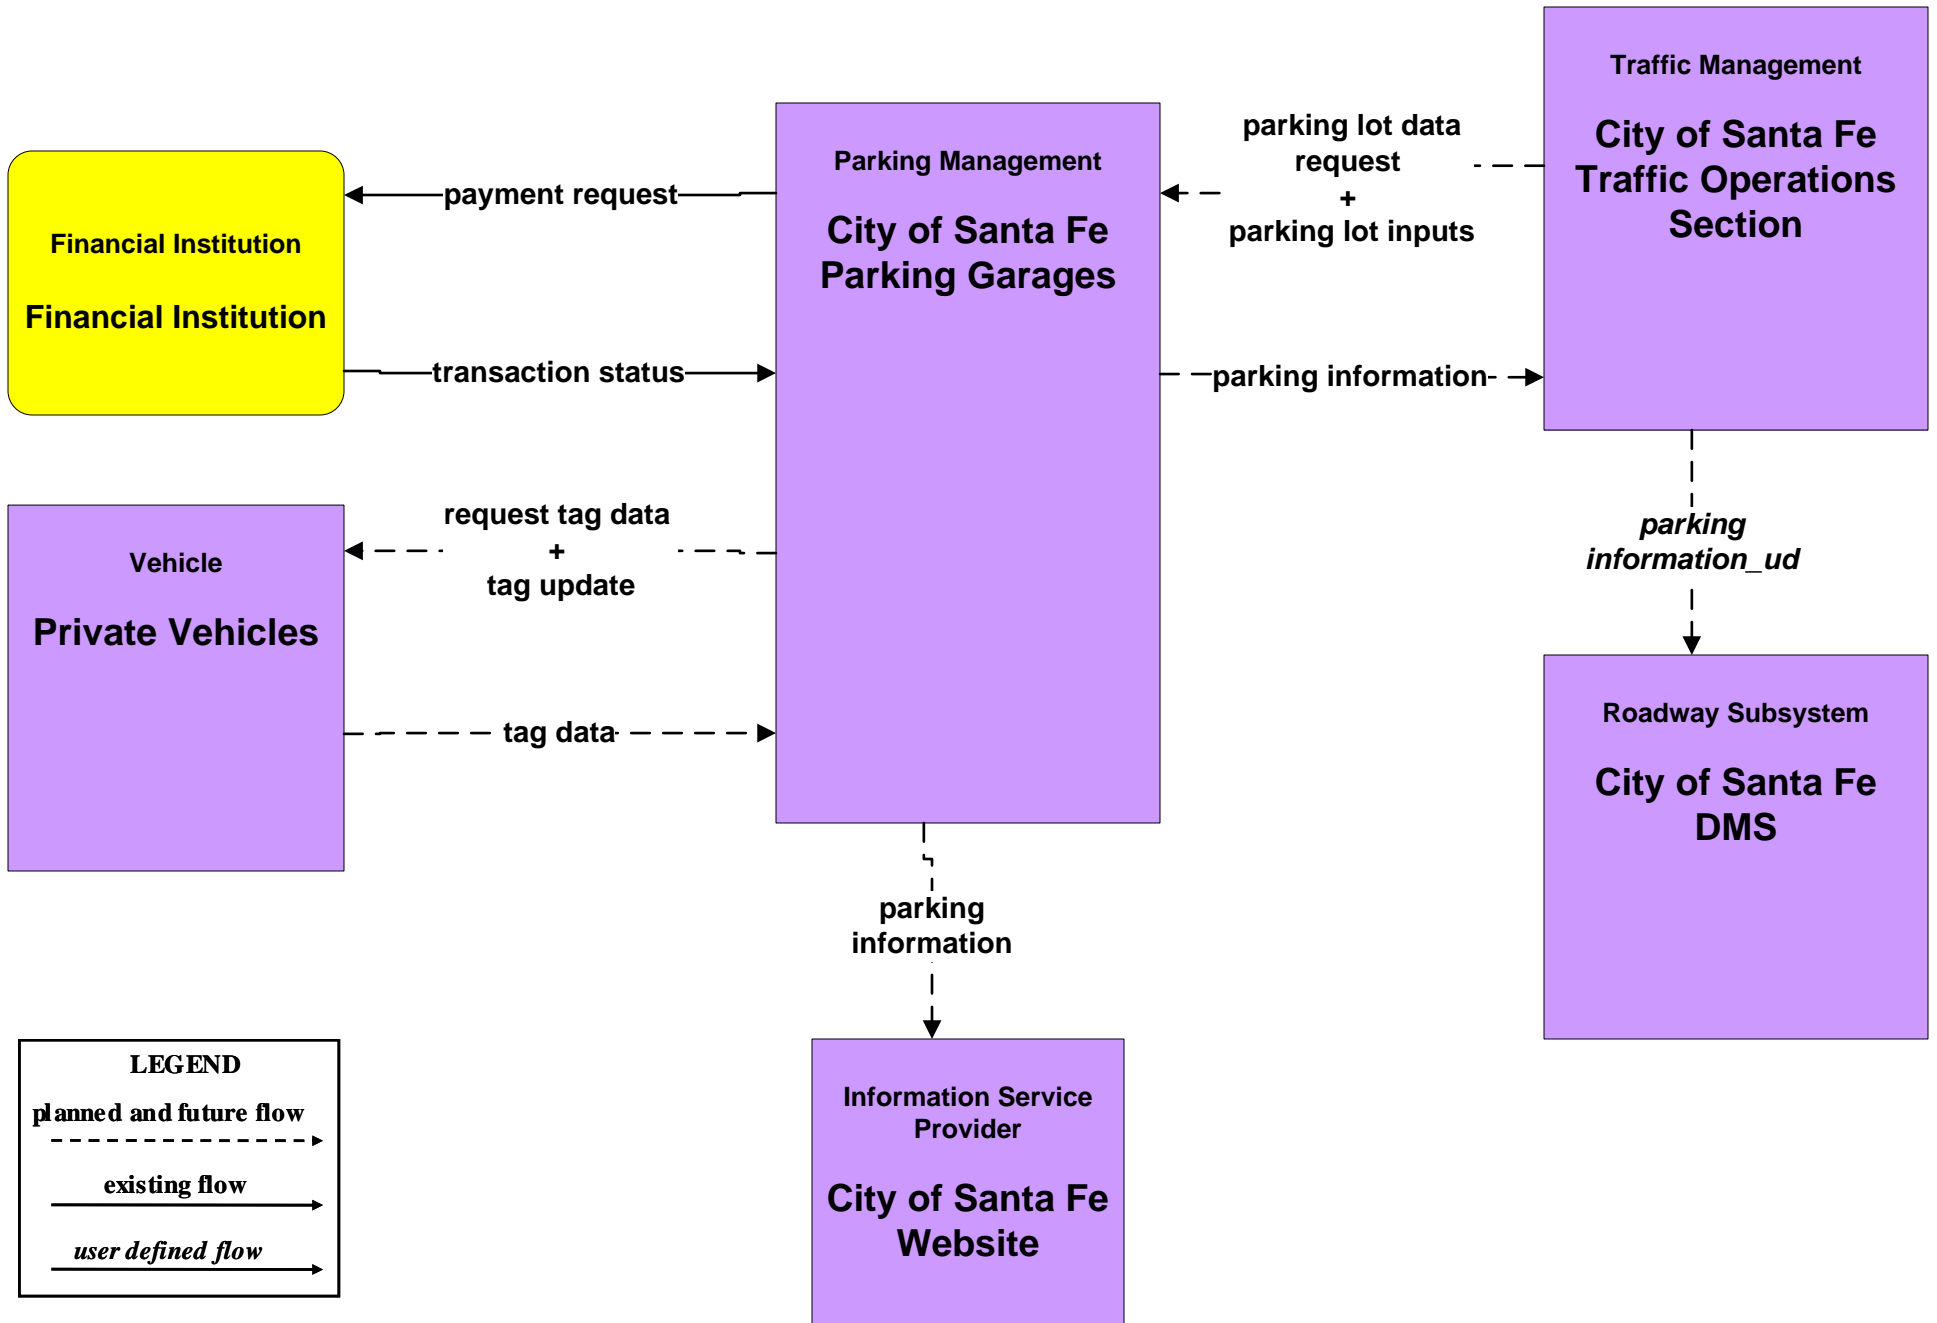 Traffic Management
City of Santa Fe
Traffic Operations
Section
parking lot data
request
+
parking lot inputs
Parking Management
City of Santa Fe
Parking Garages
payment request
Financial Institution
Financial Institution
transaction status
parking information
request tag data
+
tag update
Vehicle
Private Vehicles
tag data
parking
information_ud
Roadway Subsystem
City of Santa Fe
DMS
parking
information
LEGEND
planned and future flow
existing flow
user defined flow
Information Service
Provider
City of Santa Fe
Website